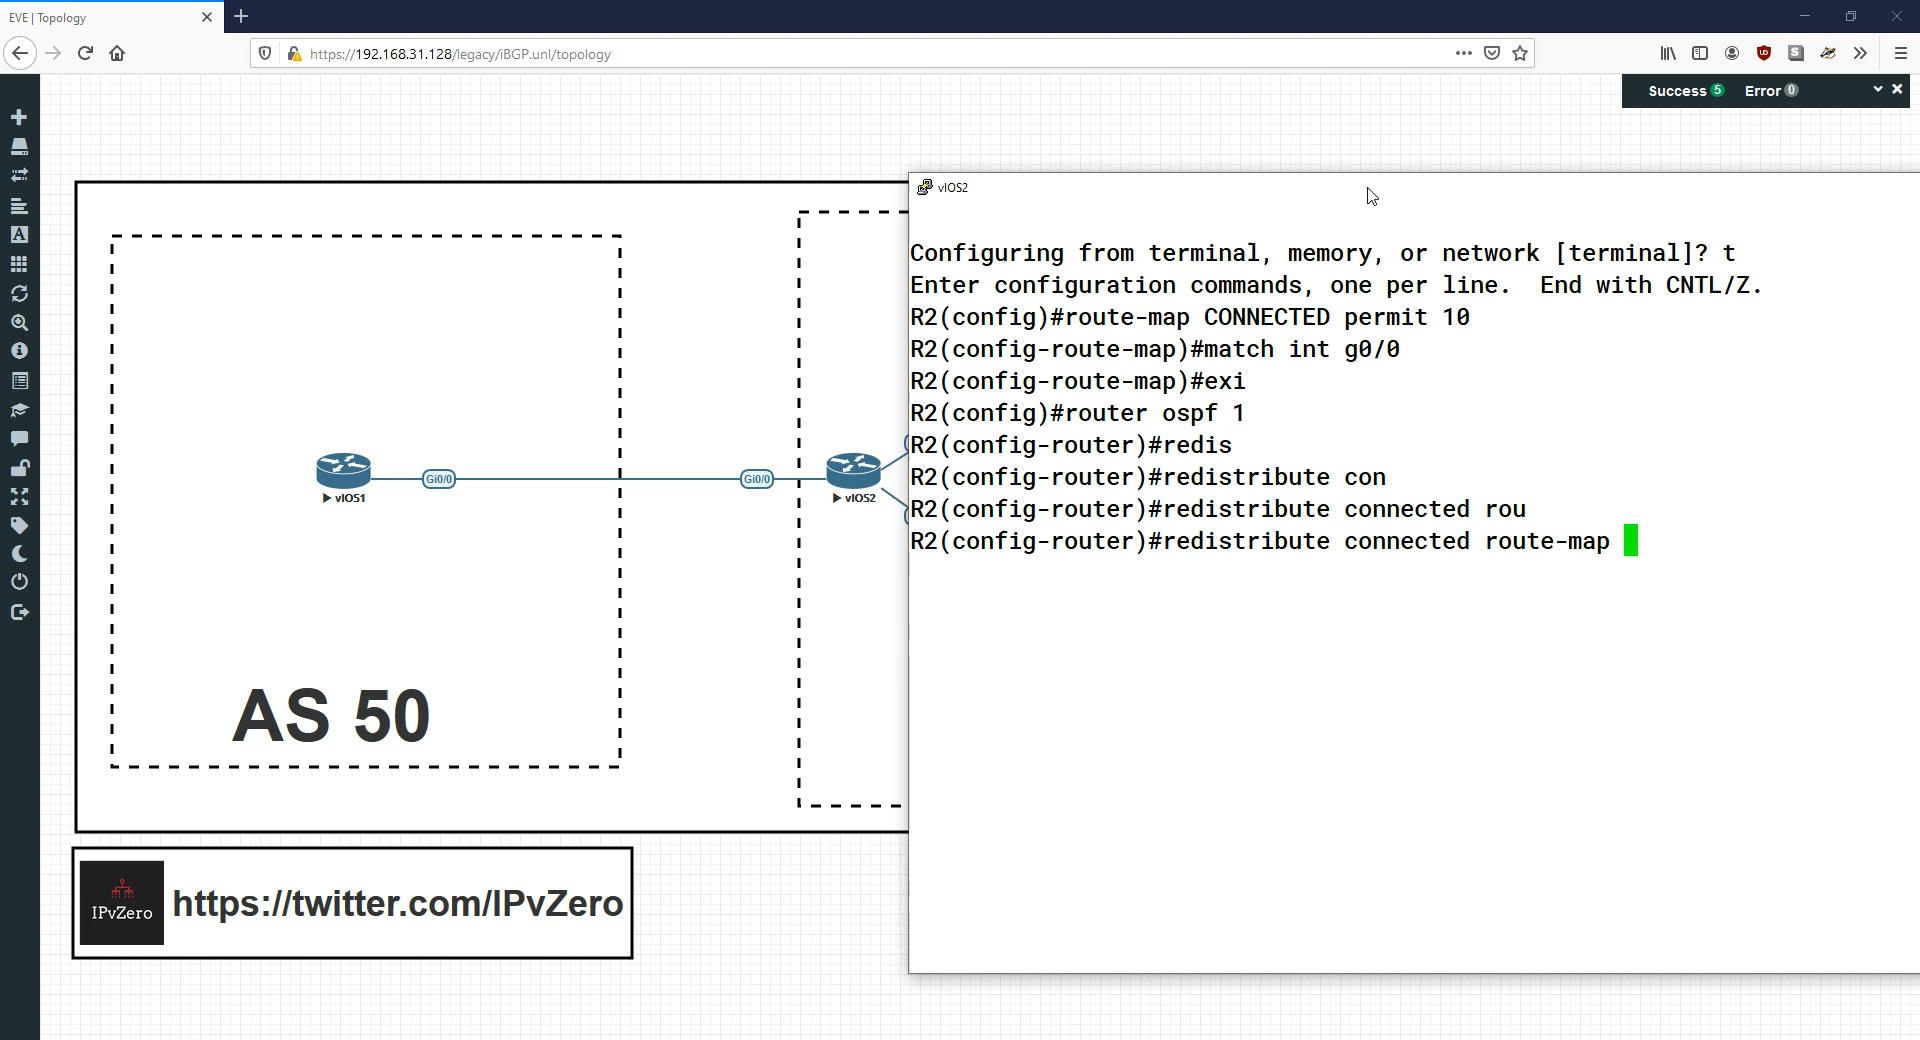 EVE | Topology
https://192.168.31.128/legacy/iBGP.unl/topology
Success 5 Error 0
vIOS2
Configuring from terminal, memory, or network [terminal]? t
Enter configuration commands, one per line.  End with CNTL/Z.
R2(config)#route-map CONNECTED permit 10
R2(config-route-map)#match int g0/0
R2(config-route-map)#exi
R2(config)#router ospf 1
R2(config-router)#redis
R2(config-router)#redistribute con
R2(config-router)#redistribute connected rou
R2(config-router)#redistribute connected route-map
Gi0/0
Gi0/0
vIOS1
vIOS2
AS 50
IPvZero
https://twitter.com/IPvZero